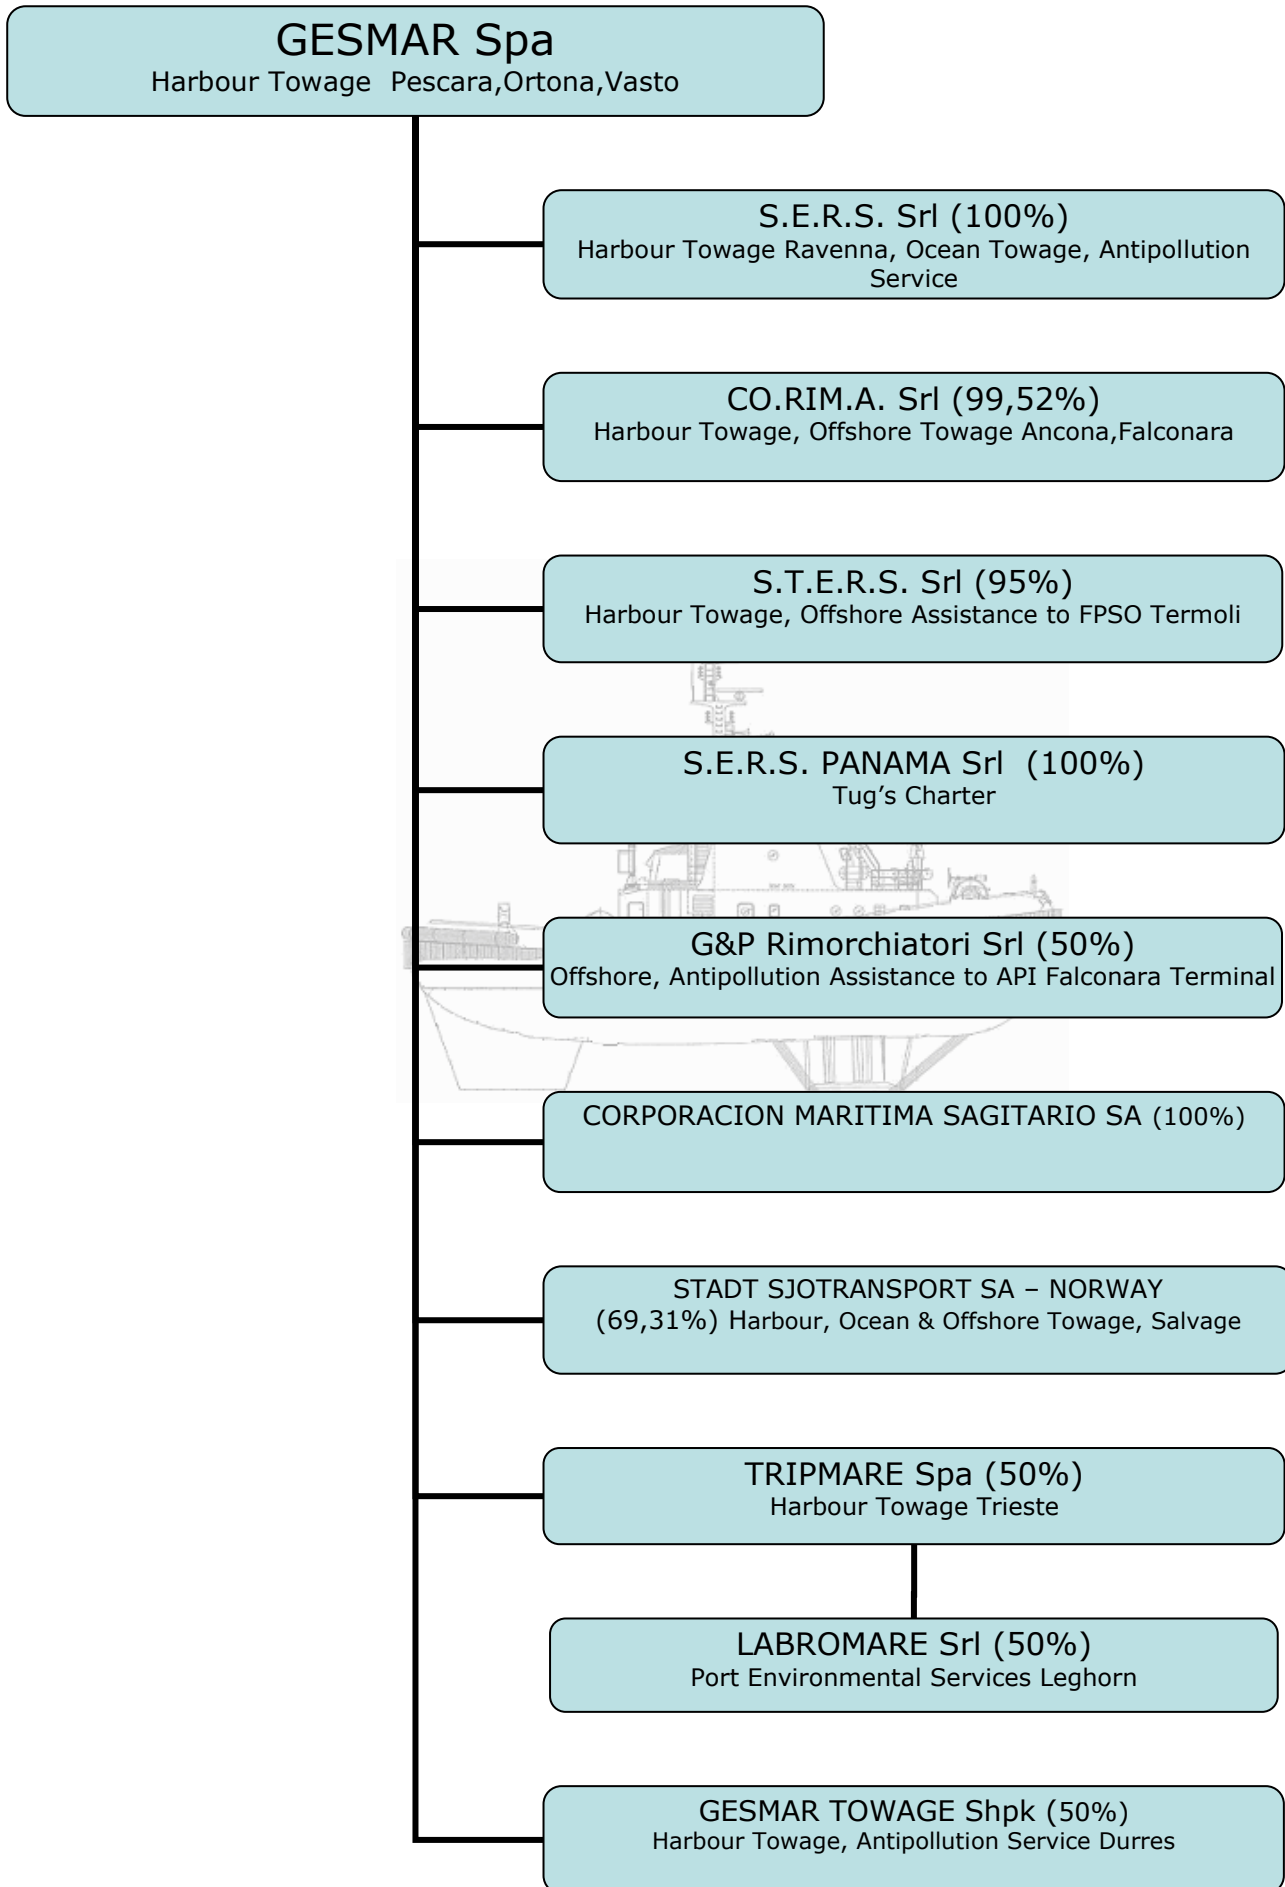 GESMAR Spa
Harbour Towage  Pescara,Ortona,Vasto
S.E.R.S. Srl (100%)
Harbour Towage Ravenna, Ocean Towage, Antipollution
Service
CO.RIM.A. Srl (99,52%)
Harbour Towage, Offshore Towage Ancona,Falconara
S.T.E.R.S. Srl (95%)
Harbour Towage, Offshore Assistance to FPSO Termoli
S.E.R.S. PANAMA Srl  (100%)
Tug’s Charter
G&P Rimorchiatori Srl (50%)
Offshore, Antipollution Assistance to API Falconara Terminal
CORPORACION MARITIMA SAGITARIO SA (100%)
STADT SJOTRANSPORT SA – NORWAY
(69,31%) Harbour, Ocean & Offshore Towage, Salvage
TRIPMARE Spa (50%)
Harbour Towage Trieste
LABROMARE Srl (50%)
Port Environmental Services Leghorn
GESMAR TOWAGE Shpk (50%)
Harbour Towage, Antipollution Service Durres